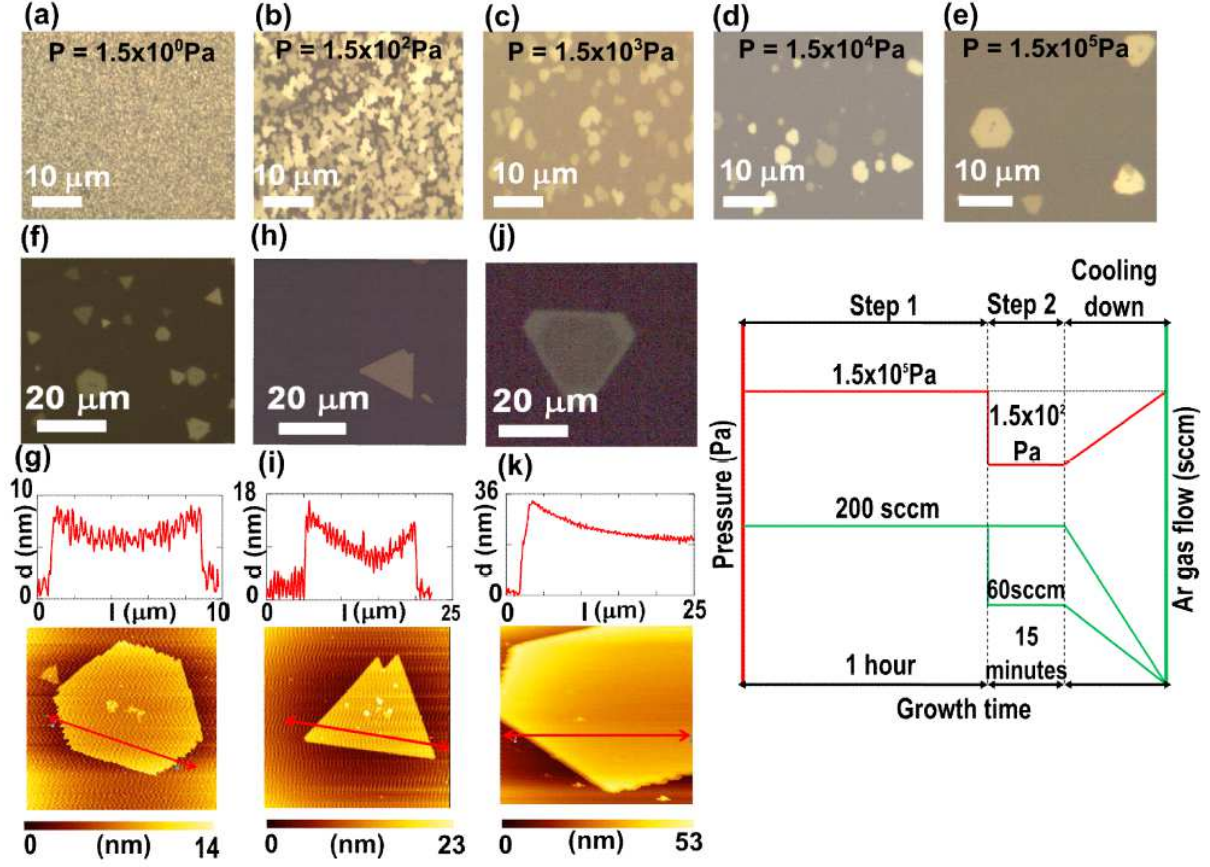 (a)
P = 1.5x10⁰Pa
10 μm
(b)
P = 1.5x10²Pa
10 μm
(c)
P = 1.5x10³Pa
10 μm
(d)
P = 1.5x10⁴Pa
10 μm
(e)
P = 1.5x10⁵Pa
10 μm
(f)
20 μm
(h)
20 μm
(j)
20 μm
(g)
10
d (nm)
0
0
l (μm)
10
0
(nm)
14
(i)
18
d (nm)
0
0
l (μm)
25
0
(nm)
23
(k)
36
d (nm)
0
0
l (μm)
25
0
(nm)
53
Step 1
Step 2
Cooling
down
1.5x10⁵Pa
1.5x10²
Pa
200 sccm
60sccm
15
minutes
1 hour
Growth time
Pressure (Pa)
Ar gas flow (sccm)